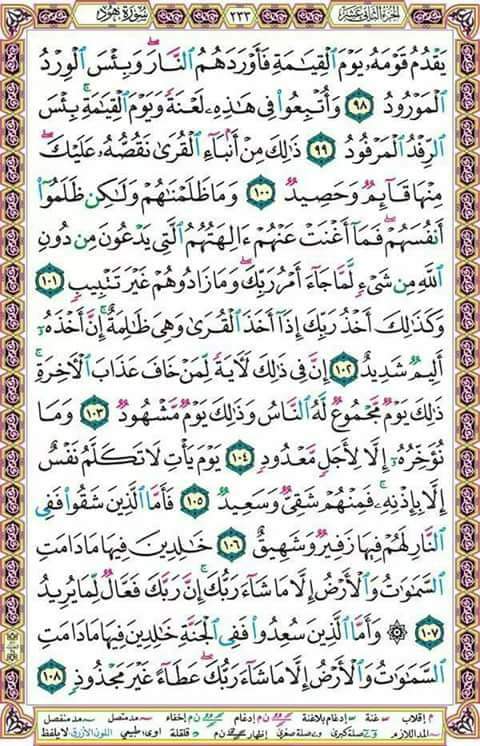 الجزء الثاني عشر ٢٣٣ سورة هود
يَقْدُمُ قَوْمَهُۥ يَوْمَ ٱلْقِيَٰمَةِ فَأَوْرَدَهُمُ ٱلنَّارَ ۖ وَبِئْسَ ٱلْوِرْدُ
ٱلْمَوْرُودُ ٩٨ وَأُتْبِعُوا۟ فِى هَٰذِهِۦ لَعْنَةً وَيَوْمَ ٱلْقِيَٰمَةِ ۚ بِئْسَ
ٱلرِّفْدُ ٱلْمَرْفُودُ ٩٩ ذَٰلِكَ مِنْ أَنۢبَآءِ ٱلْقُرَىٰ نَقُصُّهُۥ عَلَيْكَ ۖ
مِنْهَا قَآئِمٌ وَحَصِيدٌ ١٠٠ وَمَا ظَلَمْنَٰهُمْ وَلَٰكِن ظَلَمُوٓا۟
أَنفُسَهُمْ ۖ فَمَآ أَغْنَتْ عَنْهُمْ ءَالِهَتُهُمُ ٱلَّتِى يَدْعُونَ مِن دُونِ
ٱللَّهِ مِن شَىْءٍ لَّمَّا جَآءَ أَمْرُ رَبِّكَ ۖ وَمَا زَادُوهُمْ غَيْرَ تَتْبِيبٍ ١٠١
وَكَذَٰلِكَ أَخْذُ رَبِّكَ إِذَآ أَخَذَ ٱلْقُرَىٰ وَهِىَ ظَٰلِمَةٌ ۚ إِنَّ أَخْذَهُۥٓ
أَلِيمٌ شَدِيدٌ ١٠٢ إِنَّ فِى ذَٰلِكَ لَءَايَةً لِّمَنْ خَافَ عَذَابَ ٱلْءَاخِرَةِ ۚ
ذَٰلِكَ يَوْمٌ مَّجْمُوعٌ لَّهُ ٱلنَّاسُ وَذَٰلِكَ يَوْمٌ مَّشْهُودٌ ١٠٣ وَمَا
نُؤَخِّرُهُۥٓ إِلَّا لِأَجَلٍ مَّعْدُودٍ ١٠٤ يَوْمَ يَأْتِ لَا تَكَلَّمُ نَفْسٌ
إِلَّا بِإِذْنِهِۦ ۚ فَمِنْهُمْ شَقِىٌّ وَسَعِيدٌ ١٠٥ فَأَمَّا ٱلَّذِينَ شَقُوا۟ فَفِى
ٱلنَّارِ لَهُمْ فِيهَا زَفِيرٌ وَشَهِيقٌ ١٠٦ خَٰلِدِينَ فِيهَا مَا دَامَتِ
ٱلسَّمَٰوَٰتُ وَٱلْأَرْضُ إِلَّا مَا شَآءَ رَبُّكَ ۚ إِنَّ رَبَّكَ فَعَّالٌ لِّمَا يُرِيدُ
١٠٧ ۞ وَأَمَّا ٱلَّذِينَ سُعِدُوا۟ فَفِى ٱلْجَنَّةِ خَٰلِدِينَ فِيهَا مَا دَامَتِ
ٱلسَّمَٰوَٰتُ وَٱلْأَرْضُ إِلَّا مَا شَآءَ رَبُّكَ ۖ عَطَآءً غَيْرَ مَجْذُوذٍ ١٠٨
م إقلاب غنة إدغام بلاغنة ن م إدغام ن م إخفاء مد متصل مد منفصل
المد اللازم صلة كبرى صلة صغرى إظهار ن م قلقلة طبيعي اللون الأزرق لا يلفظ